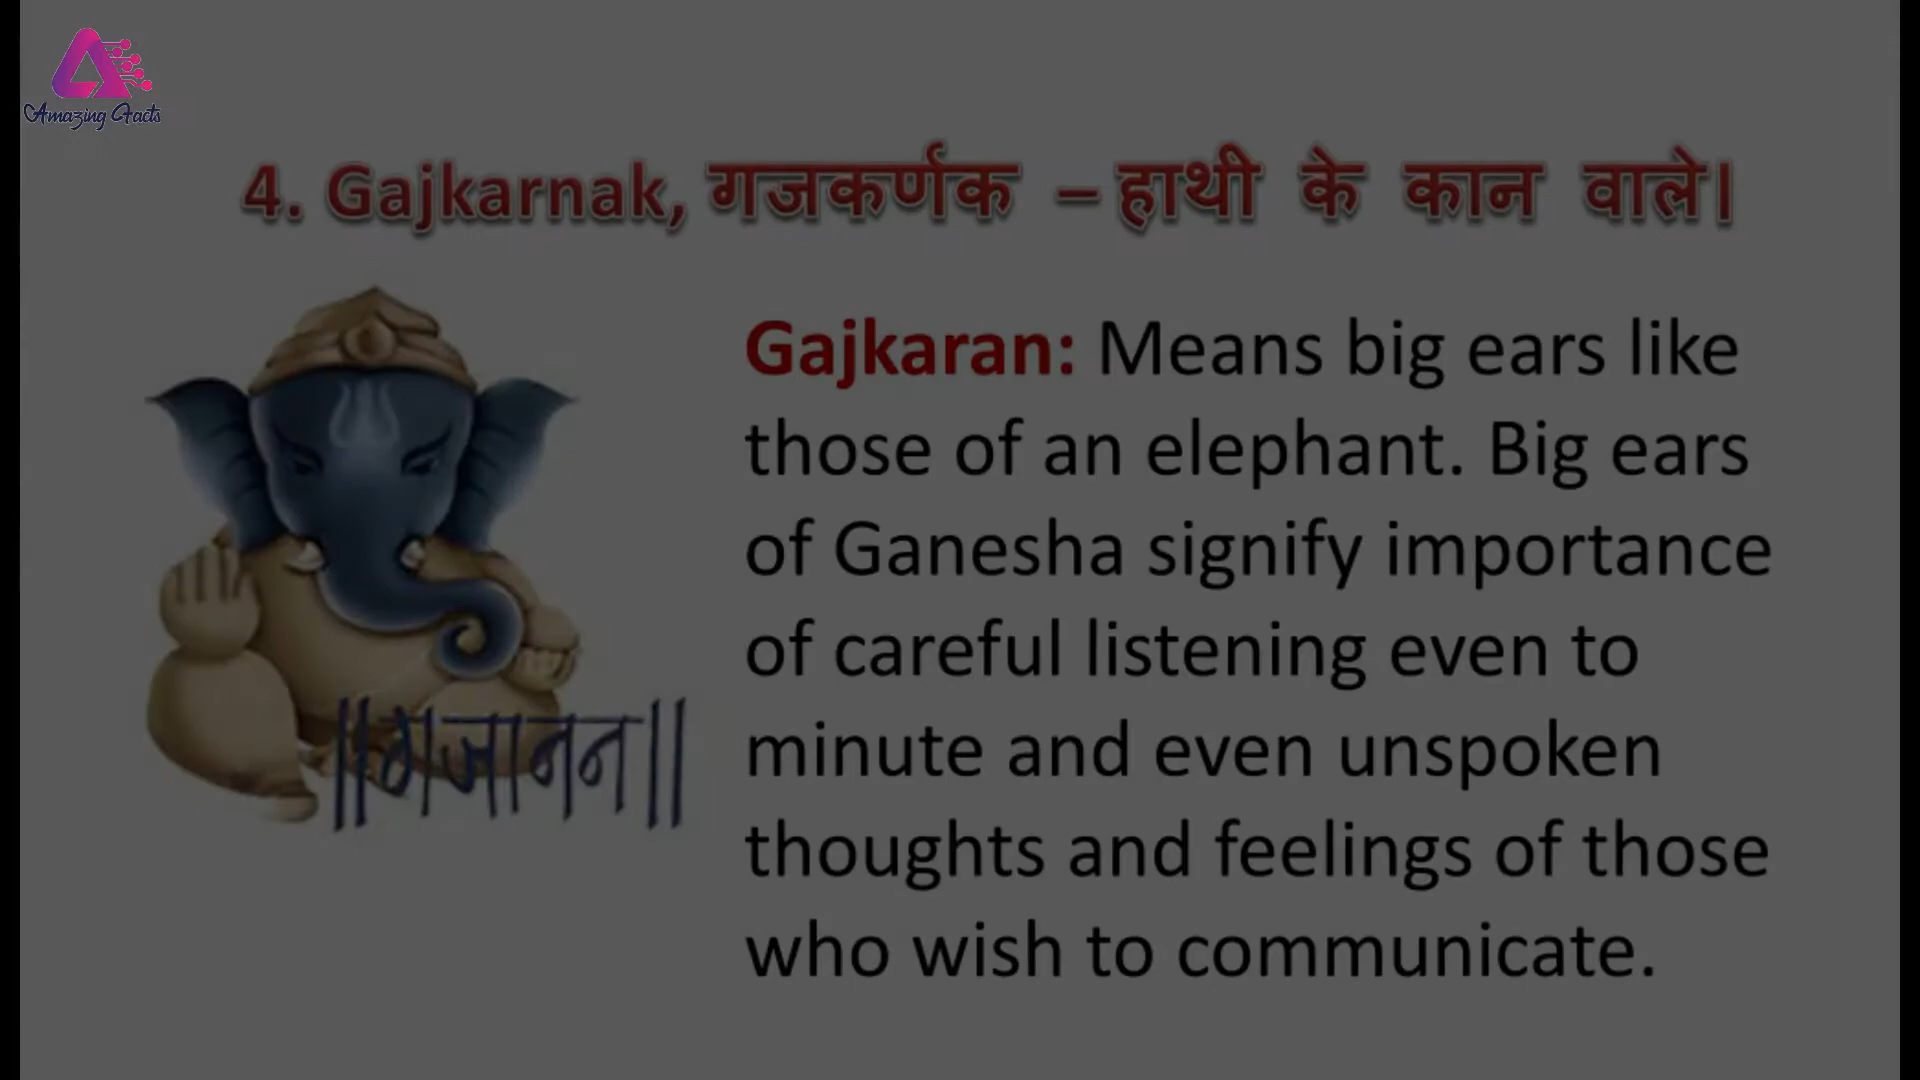 Amazing Facts
4. Gajkarnak, गजकर्णक – हाथी के कान वाले।
Gajkaran: Means big ears like
those of an elephant. Big ears
of Ganesha signify importance
of careful listening even to
minute and even unspoken
thoughts and feelings of those
who wish to communicate.
||गजानन||